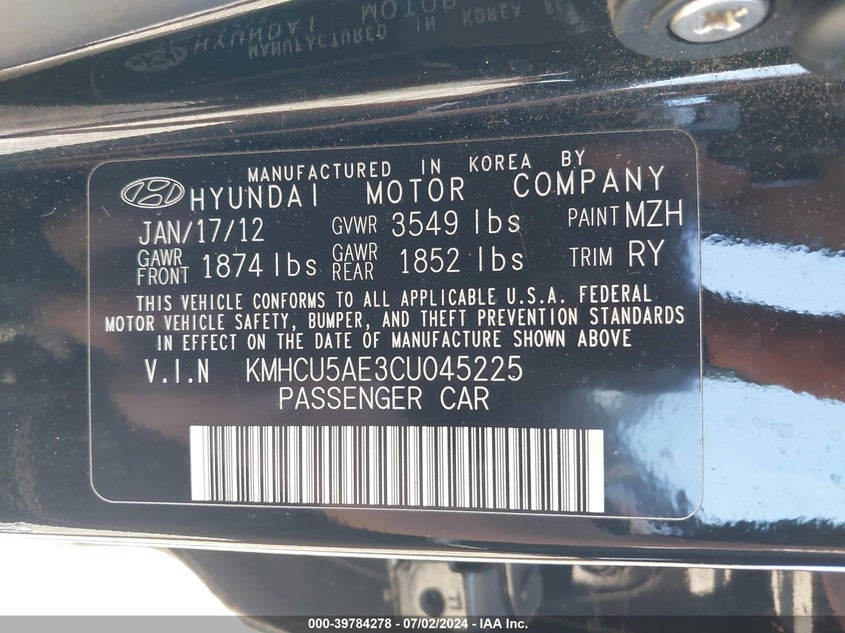 MANUFACTURED IN KOREA BY
HYUNDAI MOTOR COMPANY
JAN/17/12 GVWR 3549 lbs PAINT MZH
GAWR FRONT 1874 lbs GAWR REAR 1852 lbs TRIM RY
THIS VEHICLE CONFORMS TO ALL APPLICABLE U.S.A. FEDERAL
MOTOR VEHICLE SAFETY, BUMPER, AND THEFT PREVENTION STANDARDS
IN EFFECT ON THE DATE OF MANUFACTURE SHOWN ABOVE
V.I.N KMHCU5AE3CU045225
PASSENGER CAR
000-39784278 - 07/02/2024 - © IAA, Inc.